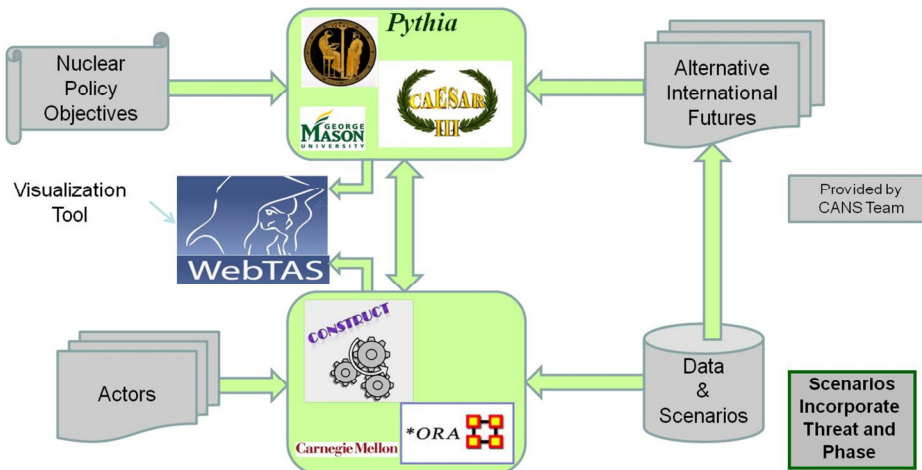 Nuclear
Policy
Objectives
Pythia
CAESAR
III
GEORGE
MASON
UNIVERSITY
Alternative
International
Futures
Visualization
Tool
WebTAS
Provided by
CANS Team
Actors
CONSTRUCT
Carnegie Mellon
*ORA
Data
&
Scenarios
Scenarios
Incorporate
Threat and
Phase